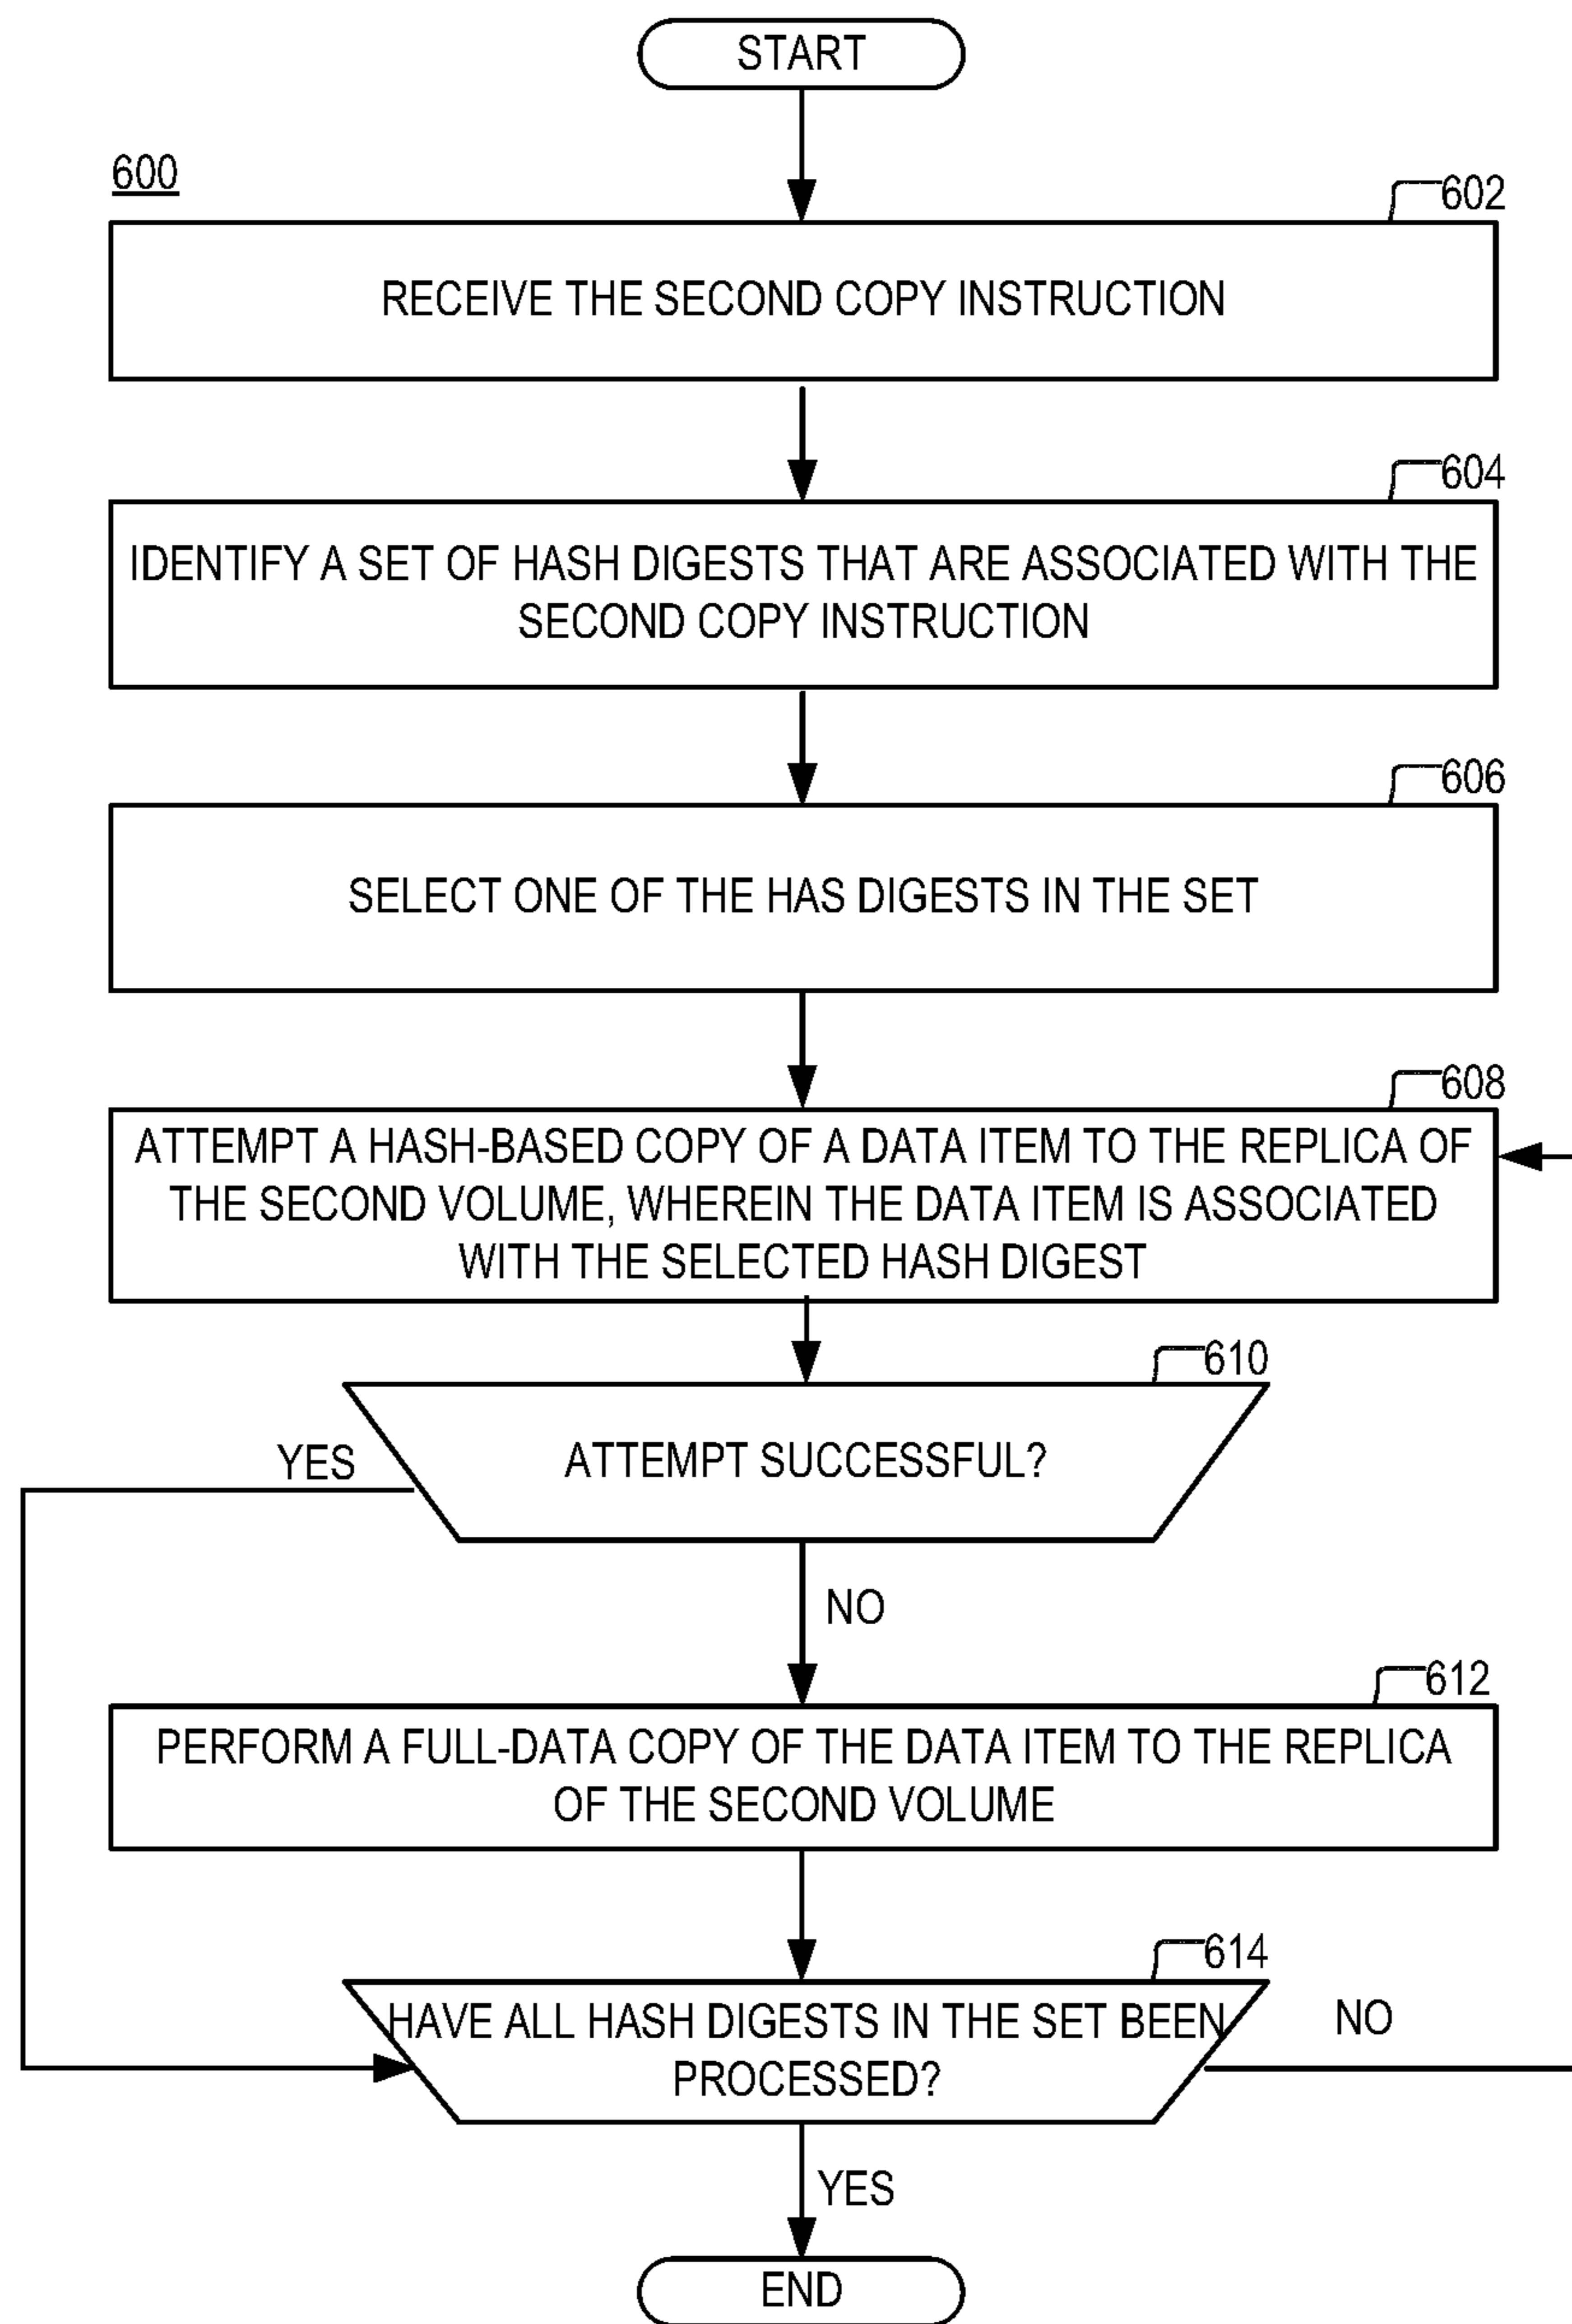 START
600
602
RECEIVE THE SECOND COPY INSTRUCTION
604
IDENTIFY A SET OF HASH DIGESTS THAT ARE ASSOCIATED WITH THE
SECOND COPY INSTRUCTION
606
SELECT ONE OF THE HAS DIGESTS IN THE SET
608
ATTEMPT A HASH-BASED COPY OF A DATA ITEM TO THE REPLICA OF
THE SECOND VOLUME, WHEREIN THE DATA ITEM IS ASSOCIATED
WITH THE SELECTED HASH DIGEST
610
ATTEMPT SUCCESSFUL?
YES
NO
612
PERFORM A FULL-DATA COPY OF THE DATA ITEM TO THE REPLICA
OF THE SECOND VOLUME
614
HAVE ALL HASH DIGESTS IN THE SET BEEN
PROCESSED?
NO
YES
END